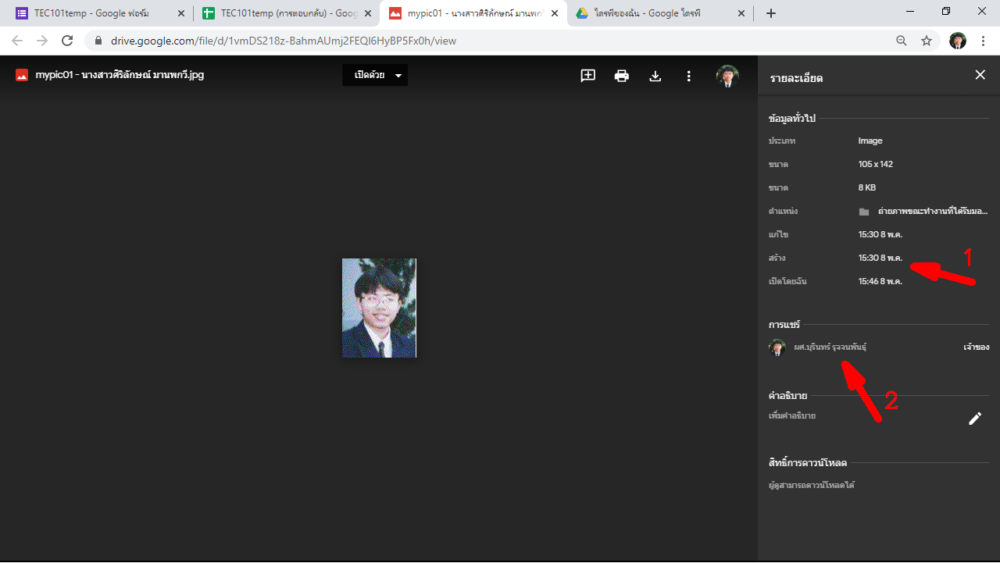 TEC101temp - Google ฟอร์ม
TEC101temp (การตอบกลับ) - Goog
mypic01 - นางสาวศิริลักษณ์ มานพกวี
ไดรฟ์ของฉัน - Google ไดรฟ์
drive.google.com/file/d/1vmDS218z-BahmAUmj2FEQI6HyBP5Fx0h/view
mypic01 - นางสาวศิริลักษณ์ มานพกวี.jpg
เปิดด้วย
รายละเอียด
ข้อมูลทั่วไป
ประเภท Image
ขนาด 105 x 142
ขนาด 8 KB
ตำแหน่ง ถ่ายภาพขณะทำงานที่ได้รับมอ...
แก้ไข 15:30 8 พ.ค.
สร้าง 15:30 8 พ.ค.
1
เปิดโดยฉัน 15:46 8 พ.ค.
การแชร์
ผศ.บุรินทร์ รุจจนพันธุ์ เจ้าของ
2
คำอธิบาย
เพิ่มคำอธิบาย
สิทธิ์การดาวน์โหลด
ผู้ดูสามารถดาวน์โหลดได้